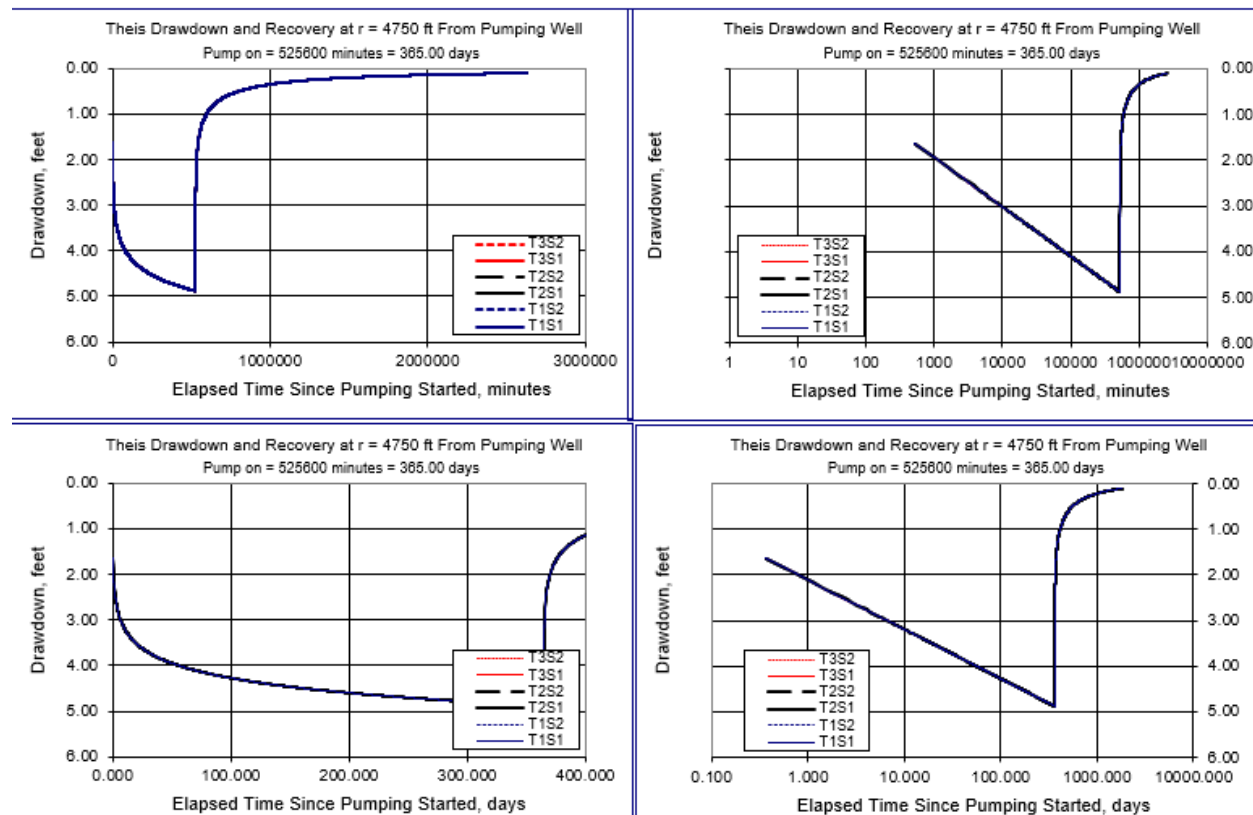 Theis Drawdown and Recovery at r = 4750 ft From Pumping Well
Pump on = 525600 minutes = 365.00 days
0.00
1.00
2.00
3.00
4.00
5.00
6.00
Drawdown, feet
T3S2
T3S1
T2S2
T2S1
T1S2
T1S1
0
1000000
2000000
3000000
Elapsed Time Since Pumping Started, minutes
Theis Drawdown and Recovery at r = 4750 ft From Pumping Well
Pump on = 525600 minutes = 365.00 days
0.00
1.00
2.00
3.00
4.00
5.00
6.00
Drawdown, feet
T3S2
T3S1
T2S2
T2S1
T1S2
T1S1
1
10
100
1000
10000
100000
1000000
10000000
Elapsed Time Since Pumping Started, minutes
Theis Drawdown and Recovery at r = 4750 ft From Pumping Well
Pump on = 525600 minutes = 365.00 days
0.00
1.00
2.00
3.00
4.00
5.00
6.00
Drawdown, feet
T3S2
T3S1
T2S2
T2S1
T1S2
T1S1
0.000
100.000
200.000
300.000
400.000
Elapsed Time Since Pumping Started, days
Theis Drawdown and Recovery at r = 4750 ft From Pumping Well
Pump on = 525600 minutes = 365.00 days
0.00
1.00
2.00
3.00
4.00
5.00
6.00
Drawdown, feet
T3S2
T3S1
T2S2
T2S1
T1S2
T1S1
0.100
1.000
10.000
100.000
1000.000
10000.000
Elapsed Time Since Pumping Started, days